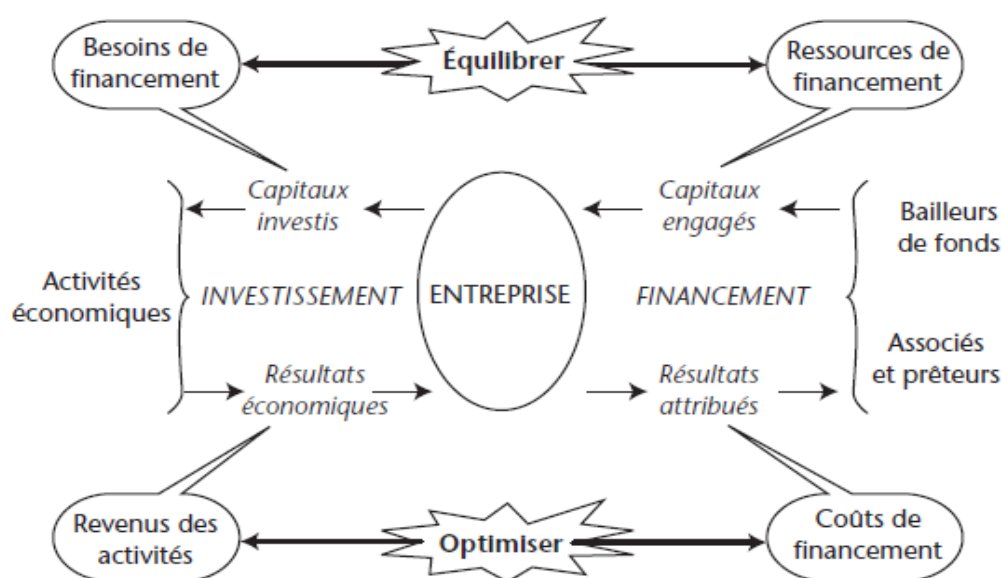 Besoins de
financement
Équilibrer
Ressources de
financement
Capitaux
investis
Capitaux
engagés
Bailleurs
de fonds
Activités
économiques
INVESTISSEMENT
ENTREPRISE
FINANCEMENT
Résultats
économiques
Résultats
attribués
Associés
et prêteurs
Revenus des
activités
Optimiser
Coûts de
financement